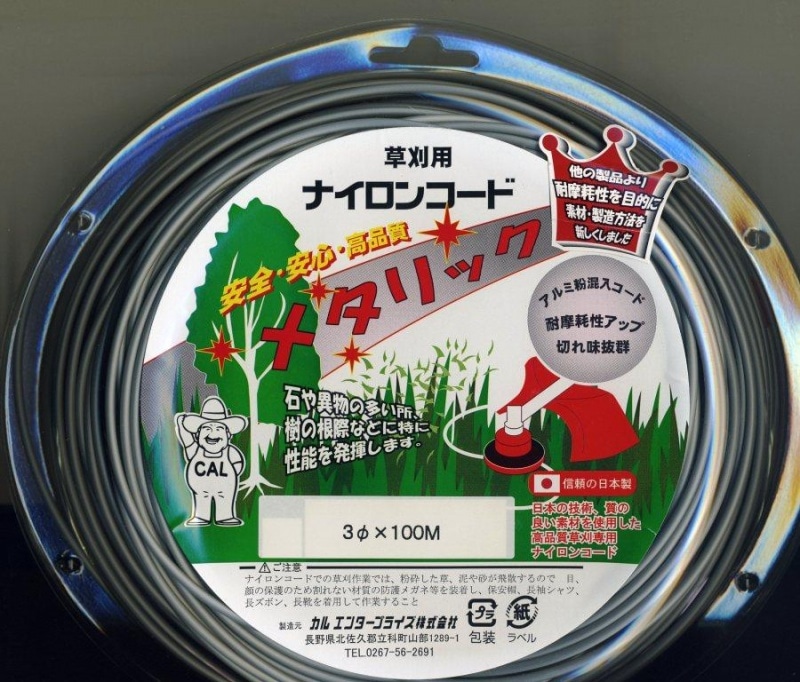 草刈用
ナイロンコード
他の製品より
耐摩耗性を目的に
素材・製造方法を
新しくしました
安全・安心・高品質
メタリック
アルミ粉混入コード
耐摩耗性アップ
切れ味抜群
石や異物の多い所、
樹の根際などに特に
性能を発揮します。
CAL
信頼の日本製
日本の技術、質の
良い素材を使用した
高品質草刈専用
ナイロンコード
3φ×100M
ご注意
ナイロンコードでの草刈作業では、粉砕した草、泥や砂が飛散するので 目、
顔の保護のため割れない材質の防護メガネ等を装着し、保安帽、長袖シャツ、
長ズボン、長靴を着用して作業すること
製造元 カル エンタープライズ株式会社
長野県北佐久郡立科町山部1289-1
TEL.0267-56-2691
プラ
包装
紙
ラベル